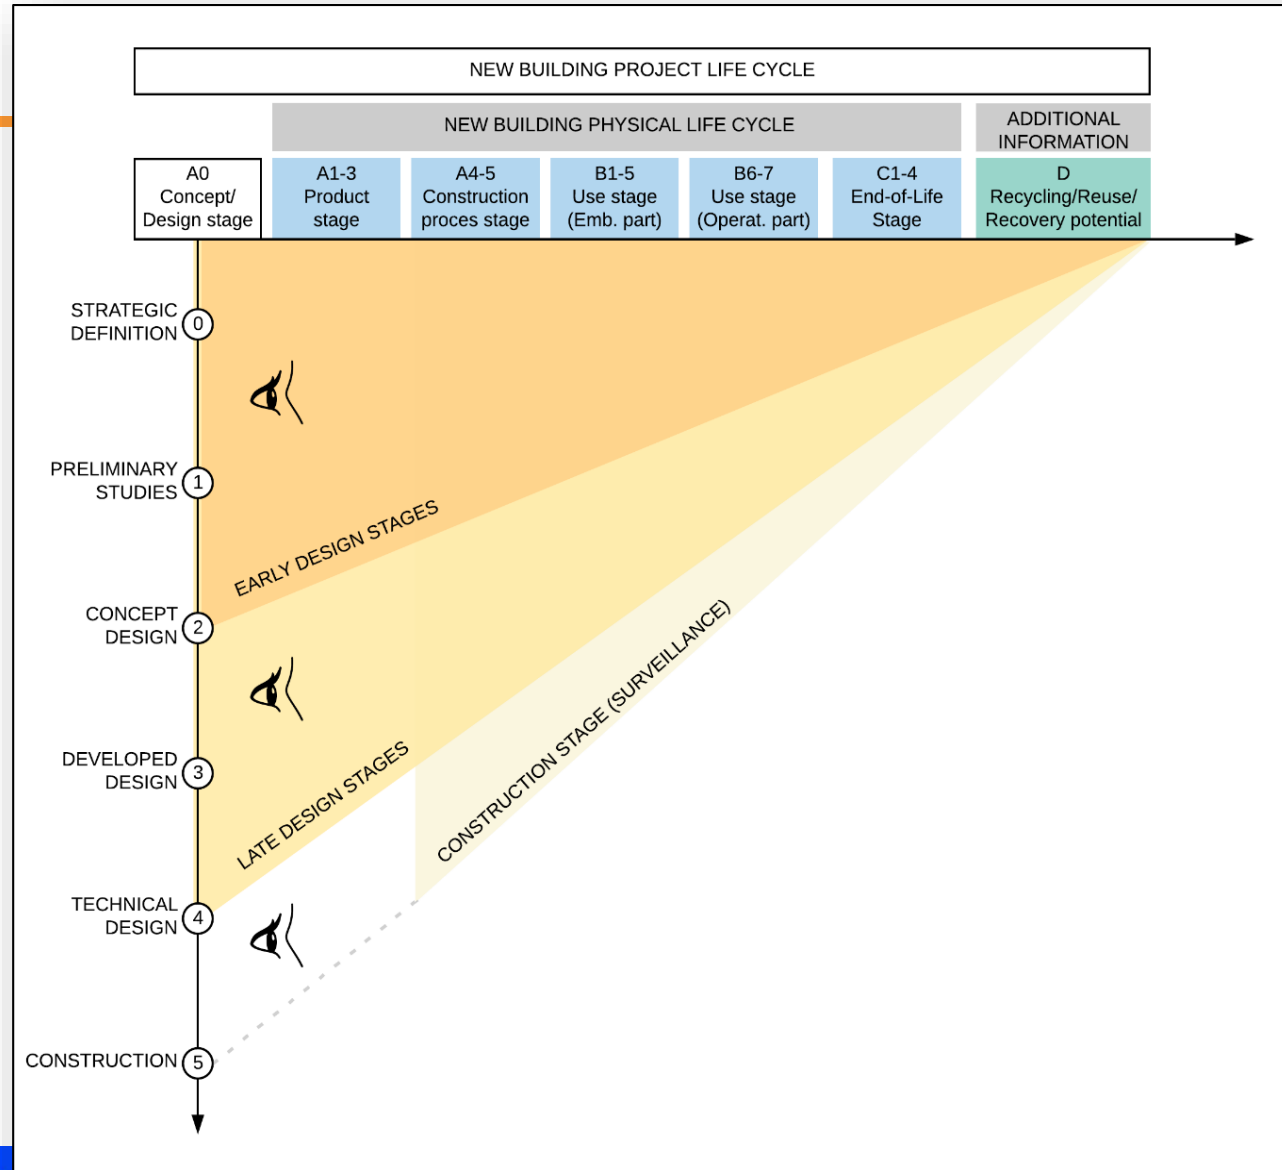 NEW BUILDING PROJECT LIFE CYCLE
NEW BUILDING PHYSICAL LIFE CYCLE
ADDITIONAL
INFORMATION
A0
Concept/
Design stage
A1-3
Product
stage
A4-5
Construction
proces stage
B1-5
Use stage
(Emb. part)
B6-7
Use stage
(Operat. part)
C1-4
End-of-Life
Stage
D
Recycling/Reuse/
Recovery potential
STRATEGIC
DEFINITION
0
PRELIMINARY
STUDIES
1
EARLY DESIGN STAGES
CONCEPT
DESIGN
2
CONSTRUCTION STAGE (SURVEILLANCE)
DEVELOPED
DESIGN
3
LATE DESIGN STAGES
TECHNICAL
DESIGN
4
CONSTRUCTION
5